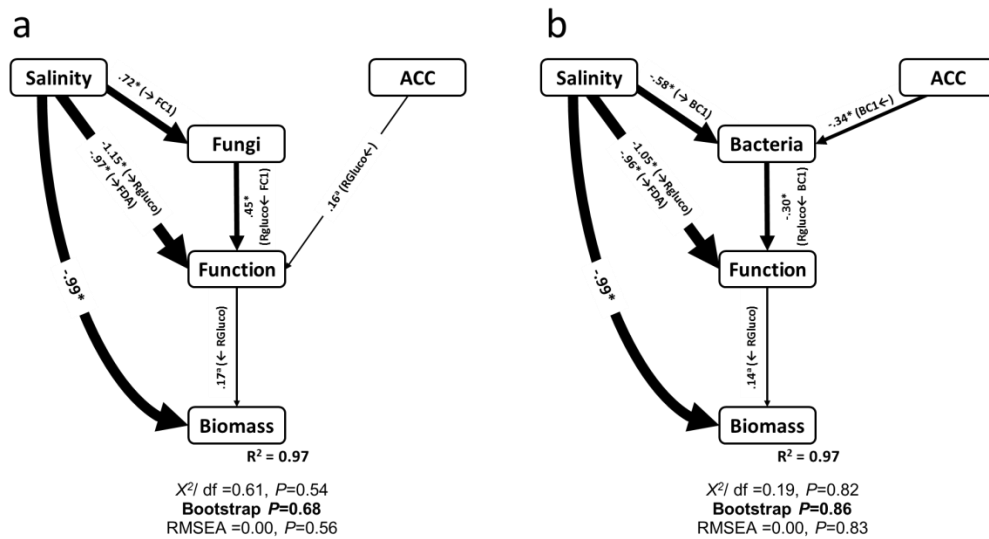 a
Salinity
ACC
.72* (→ FC1)
Fungi
-1.15* (→Rgluco)
-.97* (→FDA)
.45*
(Rgluco← FC1)
.16ᵃ (RGluco←)
Function
-.99*
.17ᵃ (← RGluco)
Biomass
R² = 0.97
X²/ df =0.61, P=0.54
Bootstrap P=0.68
RMSEA =0.00, P=0.56
b
Salinity
ACC
-.58* (→ BC1)
-.34* (BC1←)
Bacteria
-1.05* (→Rgluco)
-.96* (→FDA)
-.30*
(Rgluco← BC1)
Function
-.99*
.14ᵃ (← RGluco)
Biomass
R² = 0.97
X²/ df =0.19, P=0.82
Bootstrap P=0.86
RMSEA =0.00, P=0.83